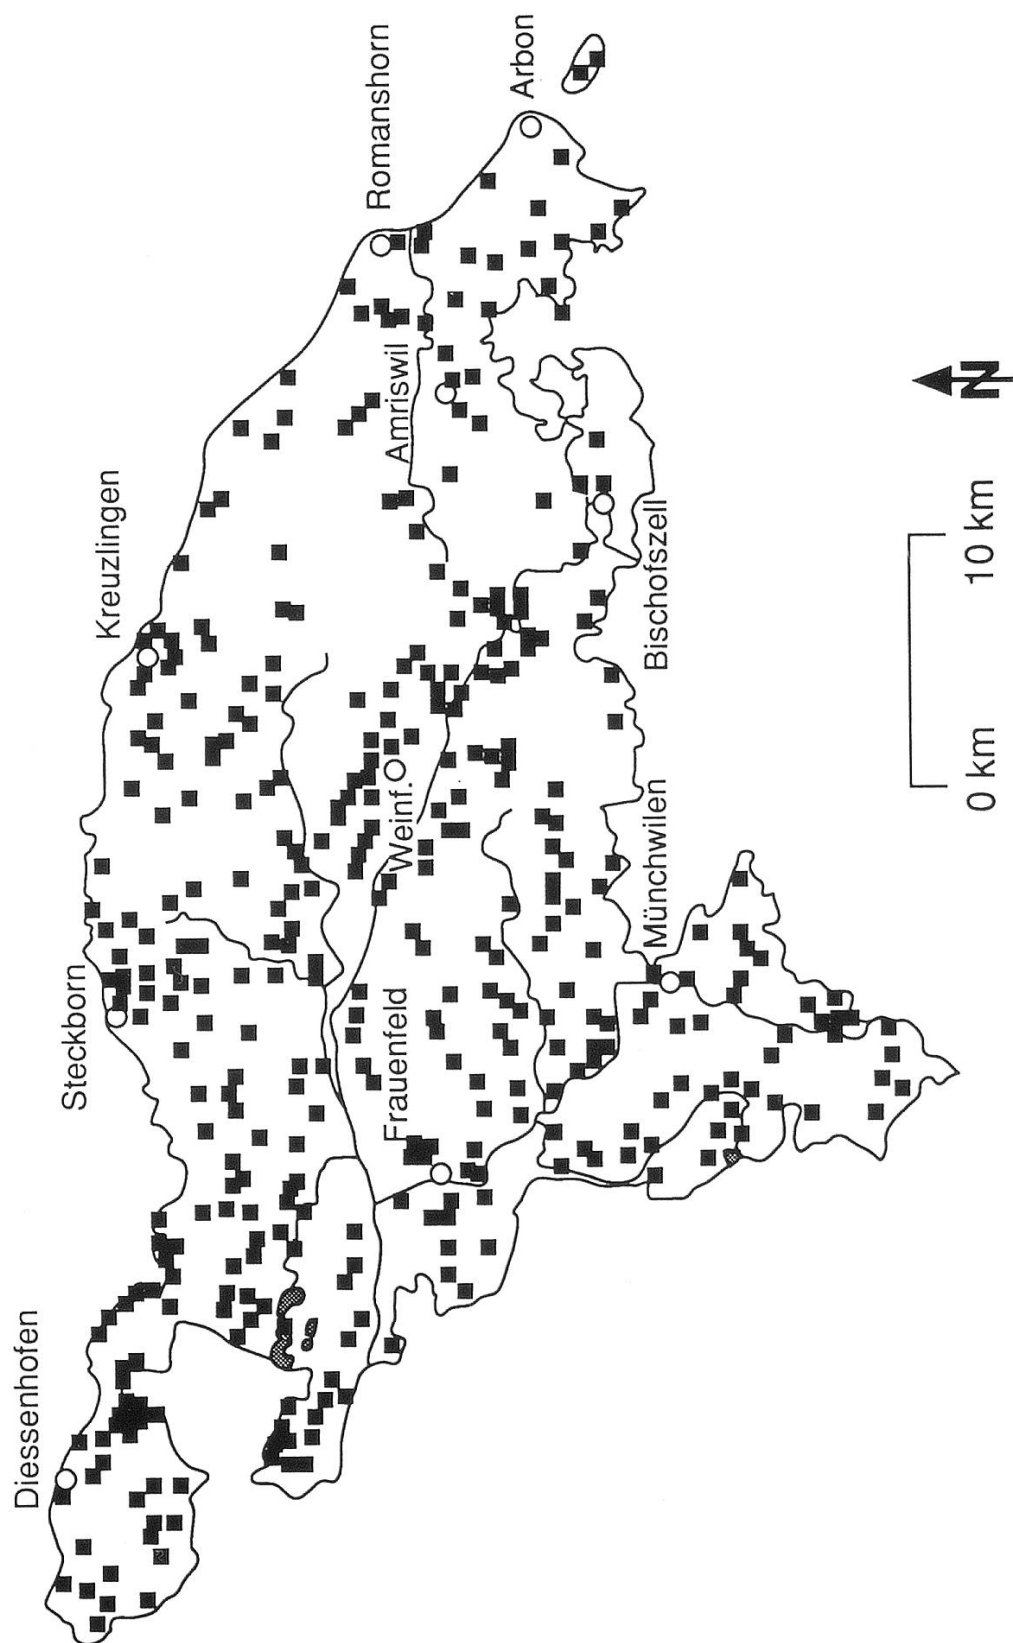 Diessenhofen
Steckborn
Kreuzlingen
Romanshorn
Arbon
Amriswil
Weinf.
Frauenfeld
Bischofszell
Münchwilen
0 km
10 km
N